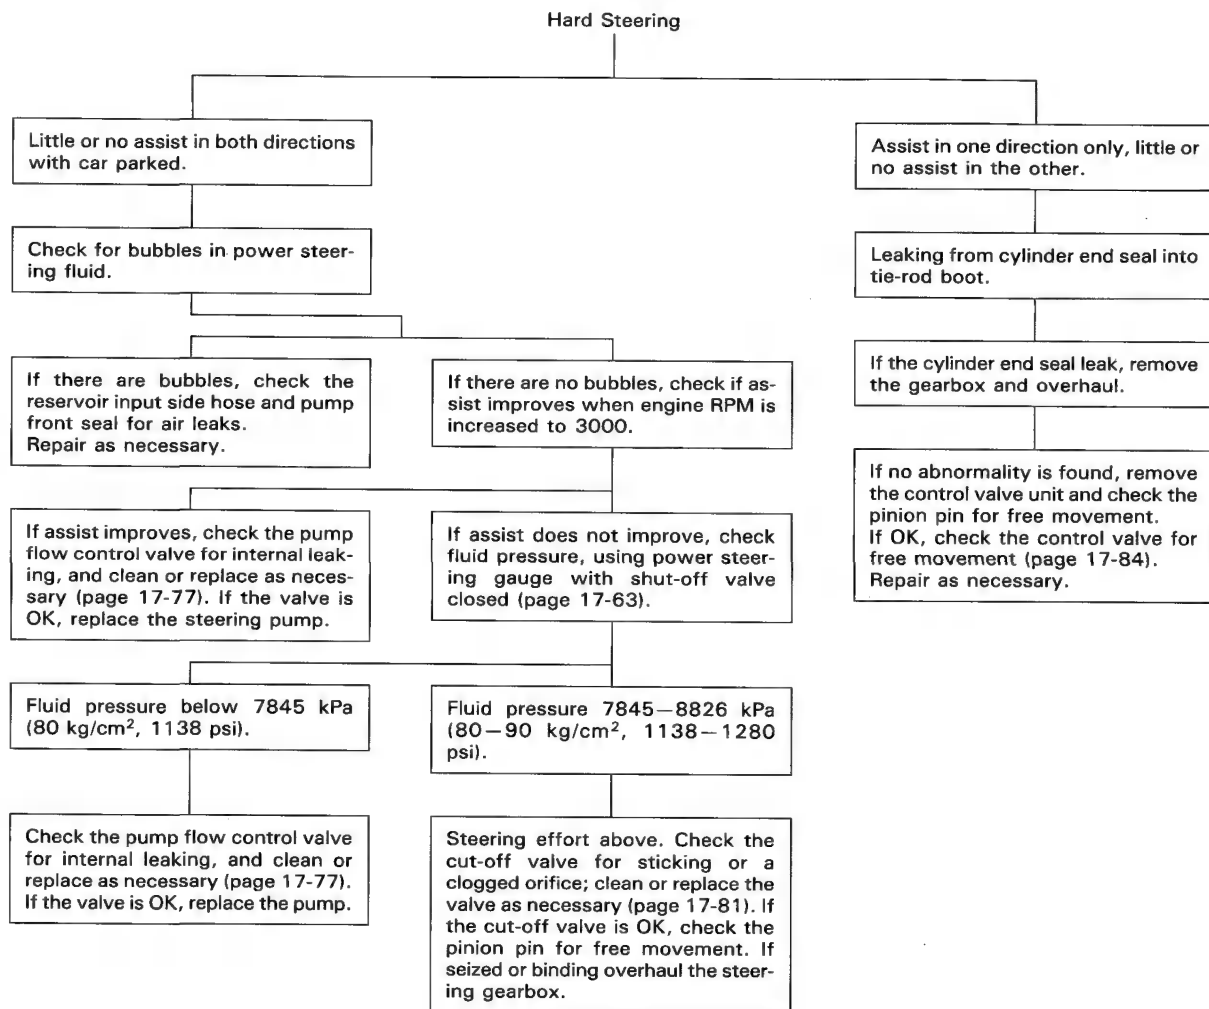 Hard Steering
Little or no assist in both directions
with car parked.
Check for bubbles in power steer-
ing fluid.
If there are bubbles, check the
reservoir input side hose and pump
front seal for air leaks.
Repair as necessary.
If there are no bubbles, check if as-
sist improves when engine RPM is
increased to 3000.
If assist improves, check the pump
flow control valve for internal leak-
ing, and clean or replace as neces-
sary (page 17-77). If the valve is
OK, replace the steering pump.
If assist does not improve, check
fluid pressure, using power steer-
ing gauge with shut-off valve
closed (page 17-63).
Fluid pressure below 7845 kPa
(80 kg/cm², 1138 psi).
Fluid pressure 7845—8826 kPa
(80—90 kg/cm², 1138—1280
psi).
Check the pump flow control valve
for internal leaking, and clean or
replace as necessary (page 17-77).
If the valve is OK, replace the pump.
Steering effort above. Check the
cut-off valve for sticking or a
clogged orifice; clean or replace the
valve as necessary (page 17-81). If
the cut-off valve is OK, check the
pinion pin for free movement. If
seized or binding overhaul the steer-
ing gearbox.
Assist in one direction only, little or
no assist in the other.
Leaking from cylinder end seal into
tie-rod boot.
If the cylinder end seal leak, remove
the gearbox and overhaul.
If no abnormality is found, remove
the control valve unit and check the
pinion pin for free movement.
If OK, check the control valve for
free movement (page 17-84).
Repair as necessary.